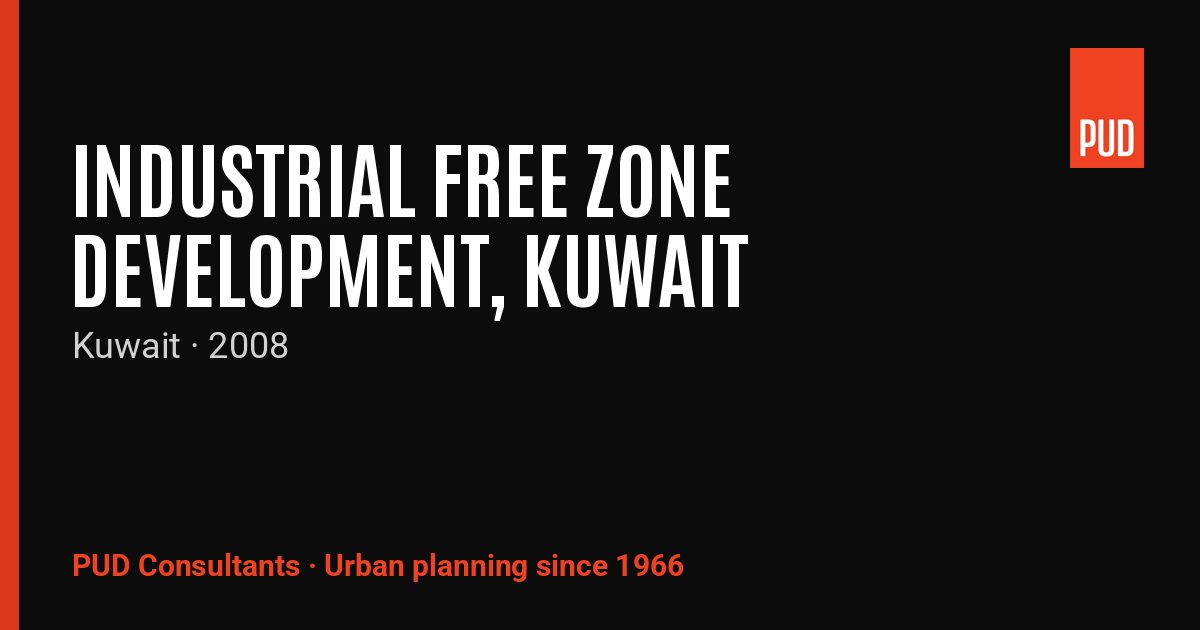 PUD
INDUSTRIAL FREE ZONE
DEVELOPMENT, KUWAIT
Kuwait · 2008
PUD Consultants · Urban planning since 1966